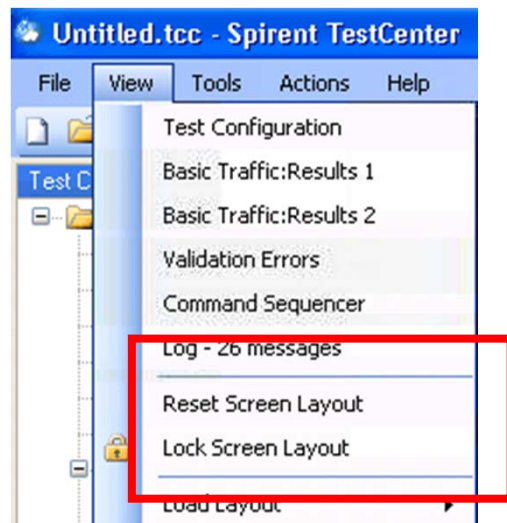 Untitled.tcc - Spirent TestCenter
File View Tools Actions Help
Test Configuration
Test C
Basic Traffic:Results 1
Basic Traffic:Results 2
Validation Errors
Command Sequencer
Log - 26 messages
Reset Screen Layout
Lock Screen Layout
Load Layout